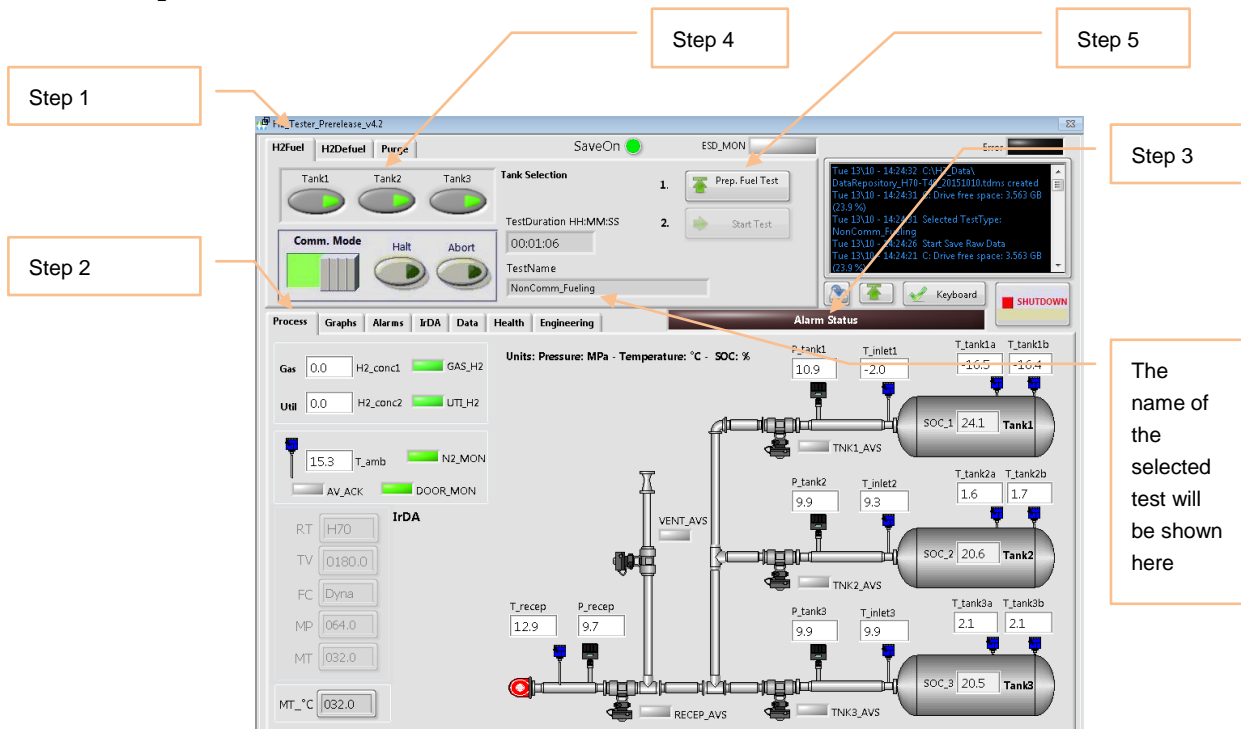 Step 4
Step 5
Step 1
Step 3
Step 2
Tester_Prerelease_v4.2
H2Fuel H2Defuel Purge
SaveOn
ESD_MON
Error
Tank1 Tank2 Tank3
Tank Selection
1. Prep. Fuel Test
2. Start Test
TestDuration HH:MM:SS
00:01:06
TestName
NonComm_Fueling
Comm. Mode
Halt
Abort
Tue 13\10 - 14:24:32 C:\H2_Data\
DataRepository_H70-T40_20151010.tdms created
Tue 13\10 - 14:24:31 C: Drive free space: 3.563 GB
(23.9 %)
Tue 13\10 - 14:24:31 Selected TestType:
NonComm_Fueling
Tue 13\10 - 14:24:26 Start Save Raw Data
Tue 13\10 - 14:24:21 C: Drive free space: 3.563 GB
(23.9 %)
Keyboard
SHUTDOWN
Process Graphs Alarms IrDA Data Health Engineering
Alarm Status
The
name of
the
selected
test will
be shown
here
Gas 0.0 H2_conc1 GAS_H2
Util 0.0 H2_conc2 UTI_H2
15.3 T_amb N2_MON
AV_ACK DOOR_MON
IrDA
RT H70
TV 0180.0
FC Dyna
MP 064.0
MT 032.0
MT_°C 032.0
Units: Pressure: MPa - Temperature: °C - SOC: %
P_tank1 T_inlet1 T_tank1a T_tank1b
10.9 -2.0 -16.5 -16.4
SOC_1 24.1 Tank1
TNK1_AVS
P_tank2 T_inlet2 T_tank2a T_tank2b
9.9 9.3 1.6 1.7
VENT_AVS
SOC_2 20.6 Tank2
TNK2_AVS
T_recep P_recep
12.9 9.7
P_tank3 T_inlet3 T_tank3a T_tank3b
9.9 9.9 2.1 2.1
SOC_3 20.5 Tank3
RECEP_AVS
TNK3_AVS